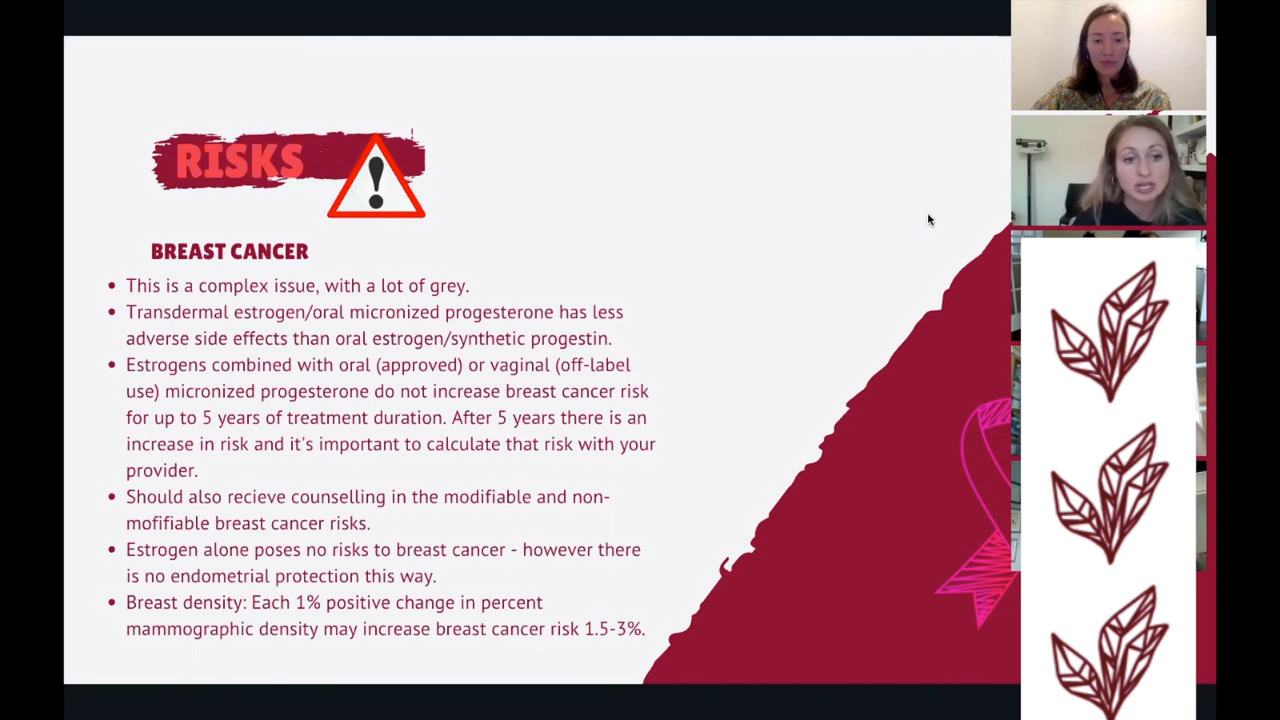 RISKS
BREAST CANCER
• This is a complex issue, with a lot of grey.
• Transdermal estrogen/oral micronized progesterone has less
adverse side effects than oral estrogen/synthetic progestin.
• Estrogens combined with oral (approved) or vaginal (off-label
use) micronized progesterone do not increase breast cancer risk
for up to 5 years of treatment duration. After 5 years there is an
increase in risk and it's important to calculate that risk with your
provider.
• Should also recieve counselling in the modifiable and non-
mofifiable breast cancer risks.
• Estrogen alone poses no risks to breast cancer - however there
is no endometrial protection this way.
• Breast density: Each 1% positive change in percent
mammographic density may increase breast cancer risk 1.5-3%.